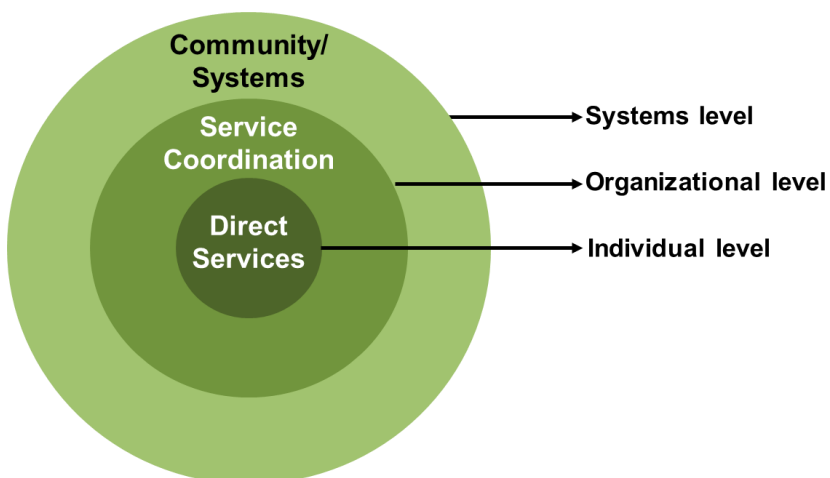 Community/
Systems
Systems level
Service
Coordination
Organizational level
Direct
Services
Individual level